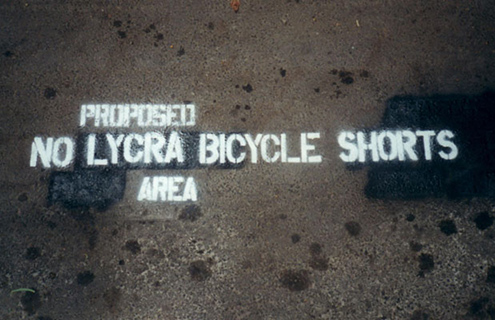 PROPOSED
NO LYCRA BICYCLE SHORTS
AREA